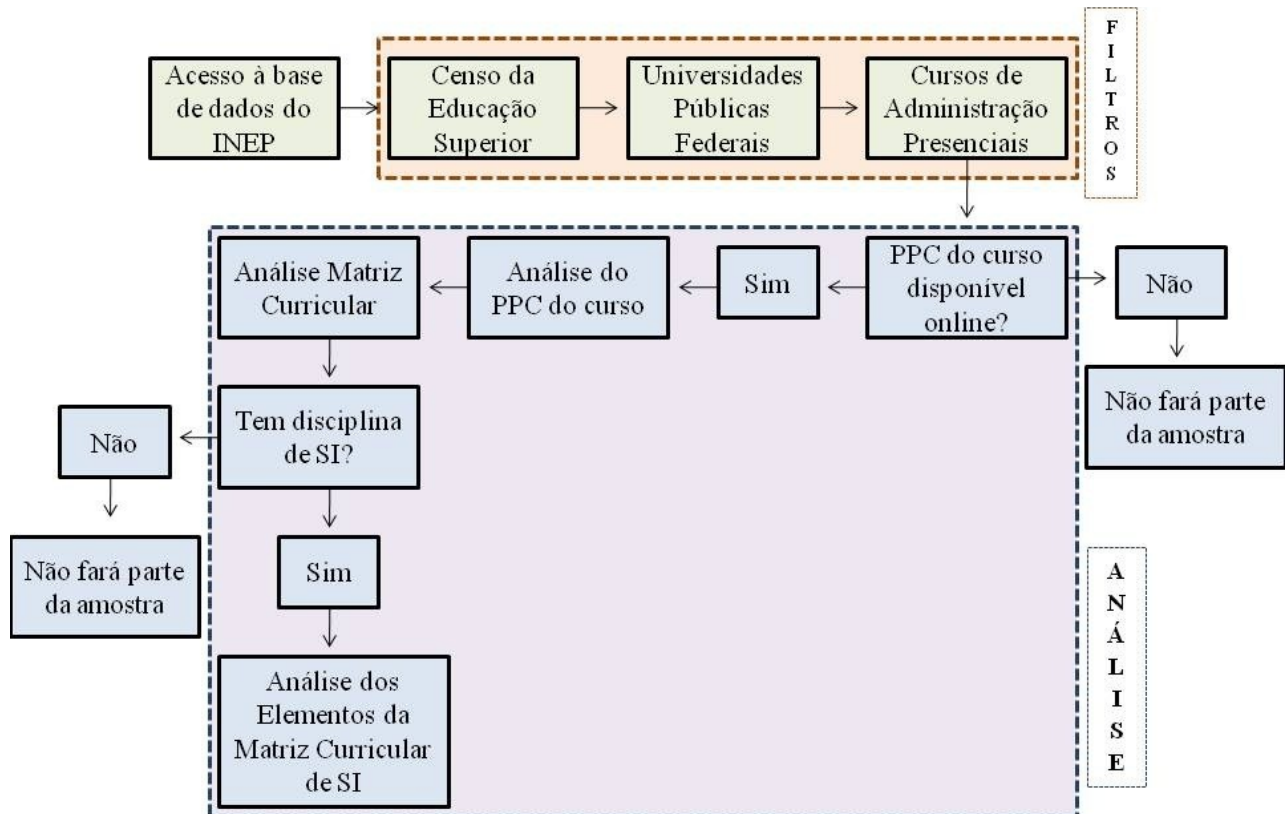 Acesso à base
de dados do
INEP
Censo da
Educação
Superior
Universidades
Públicas
Federais
Cursos de
Administração
Presenciais
F
I
L
T
R
O
S
Análise Matriz
Curricular
Análise do
PPC do curso
Sim
PPC do curso
disponível
online?
Não
Não fará parte
da amostra
Tem disciplina
de SI?
Não
Não fará parte
da amostra
Sim
Análise dos
Elementos da
Matriz Curricular
de SI
A
N
Á
L
I
S
E